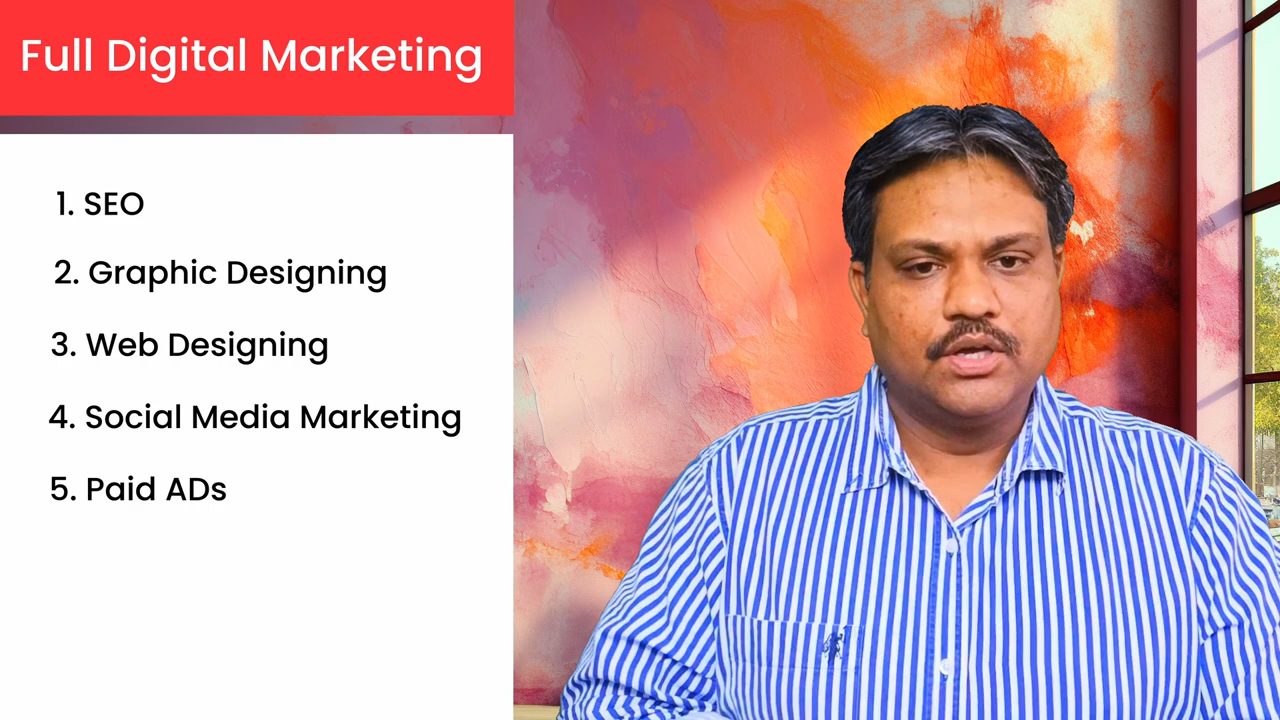 Full Digital Marketing
1. SEO
2. Graphic Designing
3. Web Designing
4. Social Media Marketing
5. Paid ADs